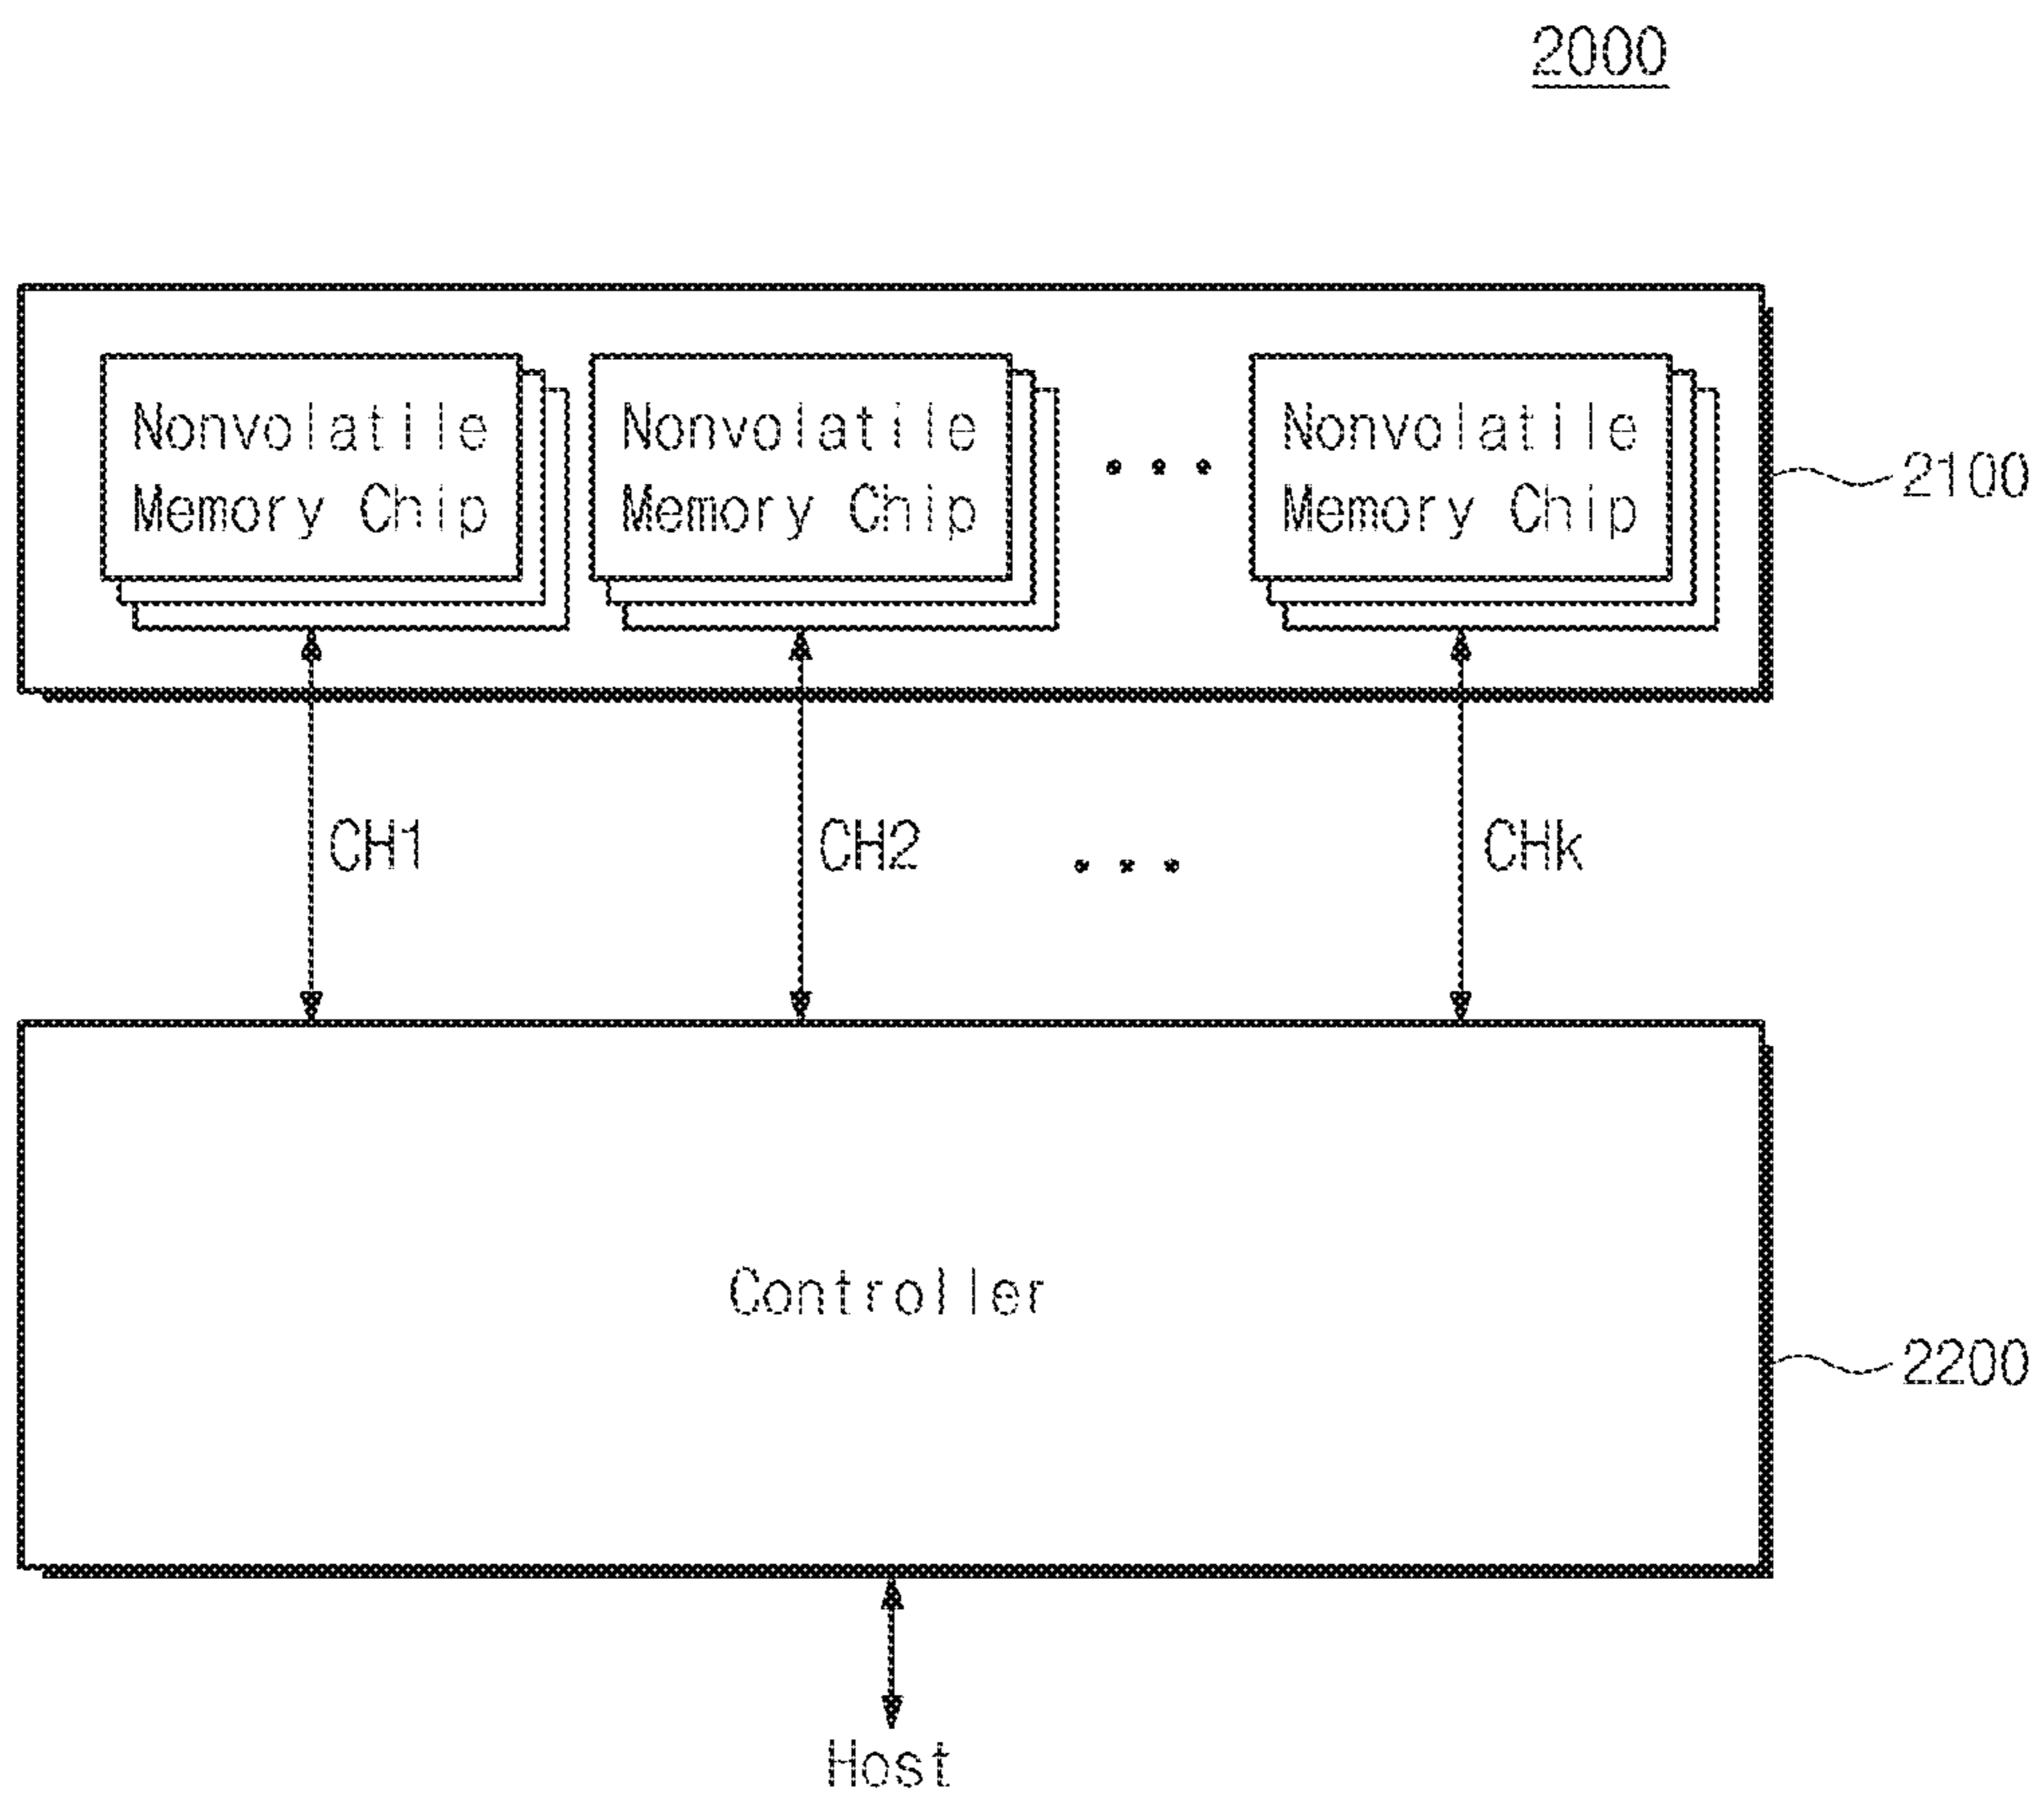 2000
Nonvolatile
Memory Chip
Nonvolatile
Memory Chip
• • •
Nonvolatile
Memory Chip
2100
CH1
CH2
• • •
CHk
Controller
2200
Host